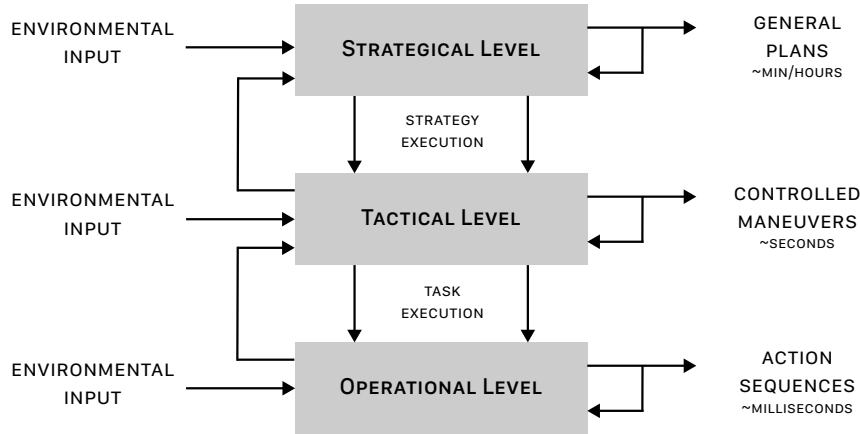 ENVIRONMENTAL
INPUT
STRATEGICAL LEVEL
GENERAL
PLANS
~MIN/HOURS
STRATEGY
EXECUTION
ENVIRONMENTAL
INPUT
TACTICAL LEVEL
CONTROLLED
MANEUVERS
~SECONDS
TASK
EXECUTION
ENVIRONMENTAL
INPUT
OPERATIONAL LEVEL
ACTION
SEQUENCES
~MILLISECONDS